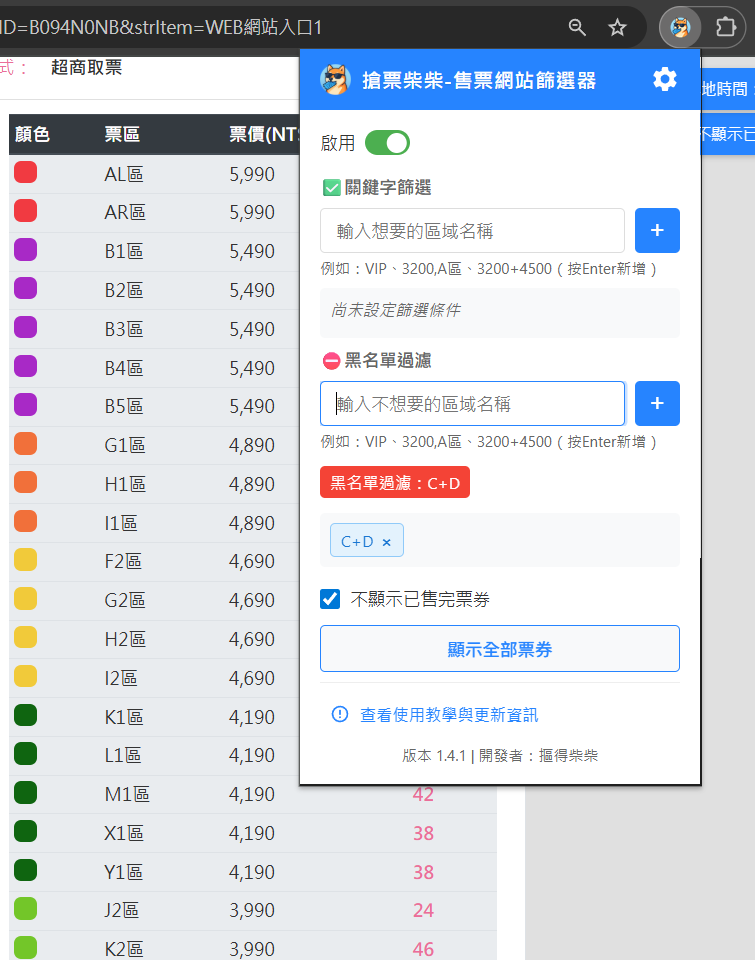 ID=B094N0NB&strItem=WEB網站入口1
式：
超商取票
搶票柴柴-售票網站篩選器
地時間：
不顯示已
啟用
✅關鍵字篩選
輸入想要的區域名稱
+
例如：VIP、3200,A區、3200+4500（按Enter新增）
尚未設定篩選條件
⛔黑名單過濾
輸入不想要的區域名稱
+
例如：VIP、3200,A區、3200+4500（按Enter新增）
黑名單過濾：C+D
C+D ×
不顯示已售完票券
顯示全部票券
查看使用教學與更新資訊
版本 1.4.1 | 開發者：摳得柴柴
顏色 票區 票價(NT$
AL區 5,990
AR區 5,990
B1區 5,490
B2區 5,490
B3區 5,490
B4區 5,490
B5區 5,490
G1區 4,890
H1區 4,890
I1區 4,890
F2區 4,690
G2區 4,690
H2區 4,690
I2區 4,690
K1區 4,190
L1區 4,190
M1區 4,190 42
X1區 4,190 38
Y1區 4,190 38
J2區 3,990 24
K2區 3,990 46